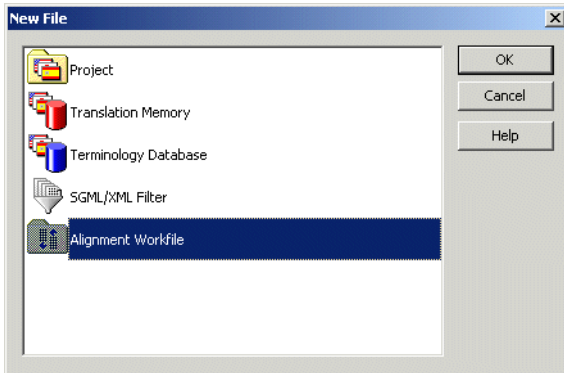 New File
Project
Translation Memory
Terminology Database
SGML/XML Filter
Alignment Workfile
OK
Cancel
Help